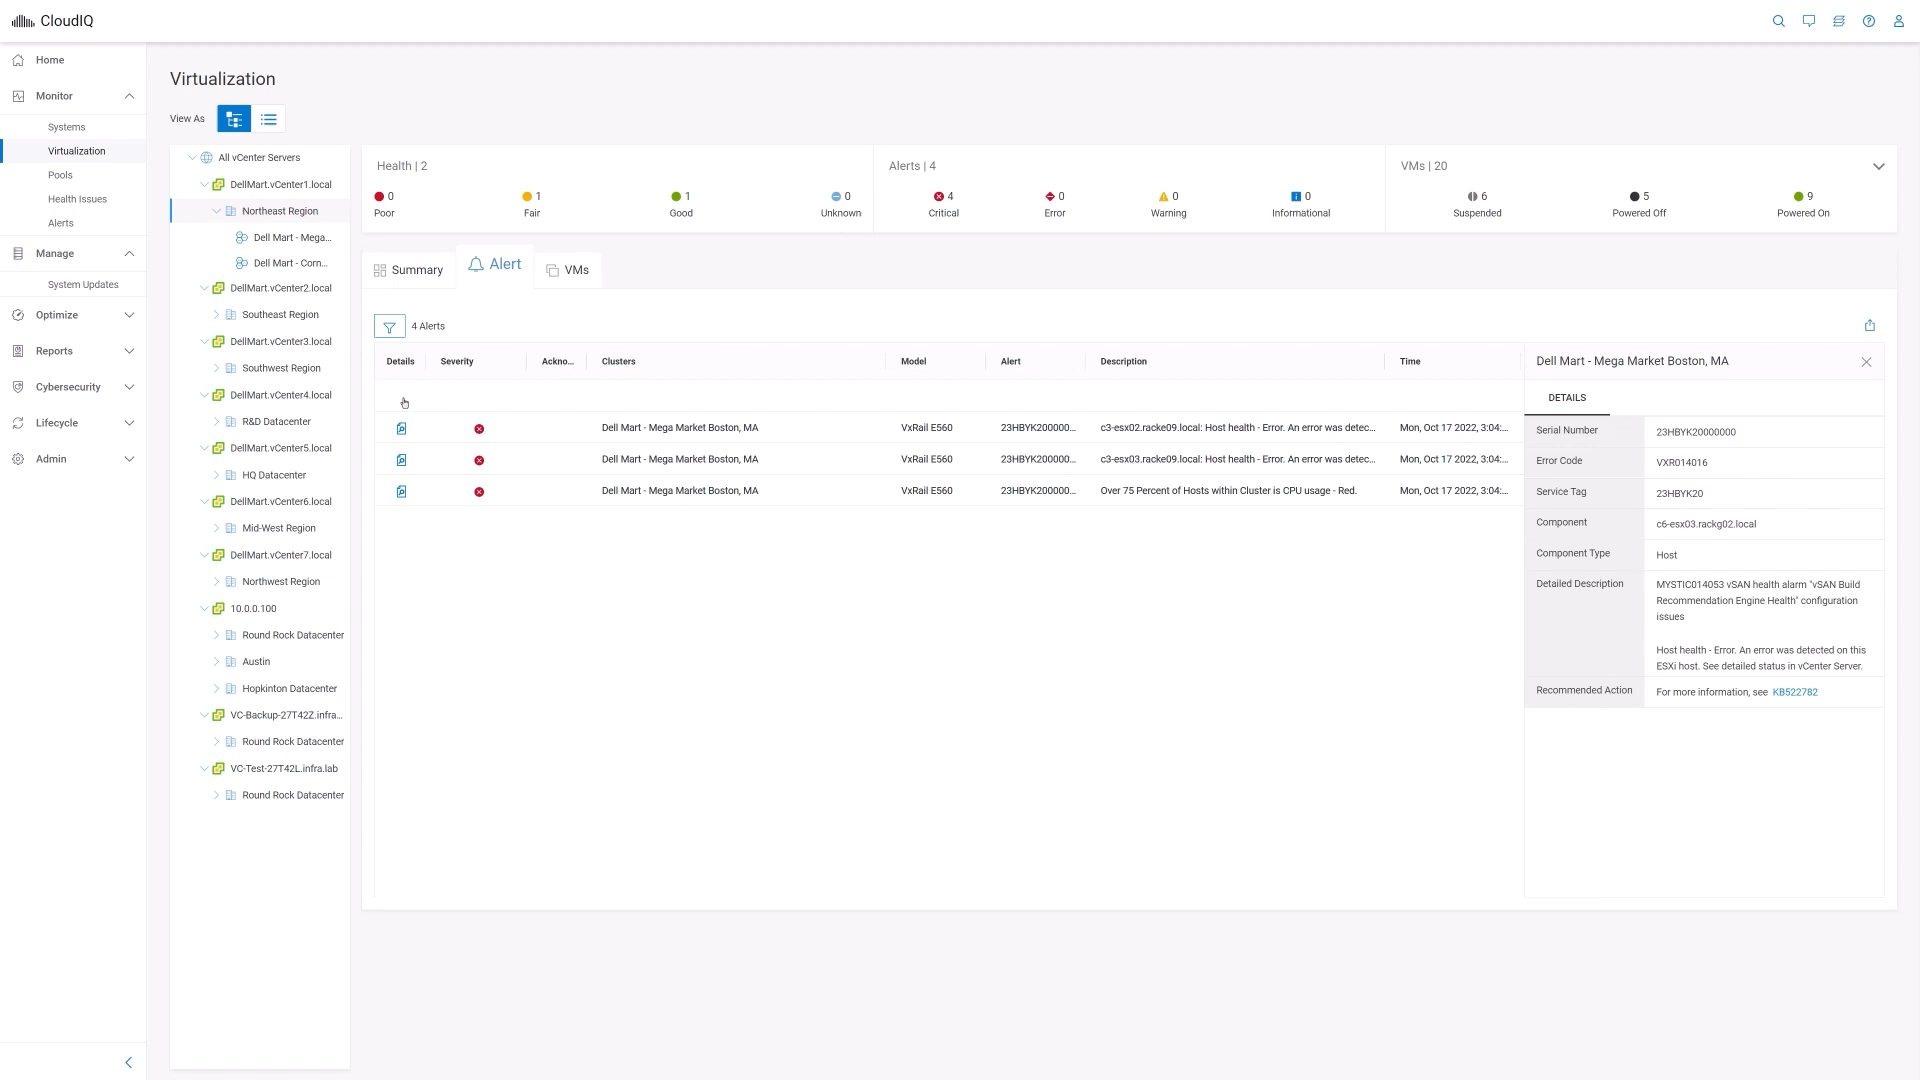 CloudIQ
Home
Monitor
Systems
Virtualization
Pools
Health Issues
Alerts
Manage
System Updates
Optimize
Reports
Cybersecurity
Lifecycle
Admin
Virtualization
View As
All vCenter Servers
DellMart.vCenter1.local
Northeast Region
Dell Mart - Mega...
Dell Mart - Corn...
DellMart.vCenter2.local
Southeast Region
DellMart.vCenter3.local
Southwest Region
DellMart.vCenter4.local
R&D Datacenter
DellMart.vCenter5.local
HQ Datacenter
DellMart.vCenter6.local
Mid-West Region
DellMart.vCenter7.local
Northwest Region
10.0.0.100
Round Rock Datacenter
Austin
Hopkinton Datacenter
VC-Backup-27T42Z.infra...
Round Rock Datacenter
VC-Test-27T42L.infra.lab
Round Rock Datacenter
Health | 2
0 1 1 0
Poor Fair Good Unknown
Alerts | 4
4 0 0 0
Critical Error Warning Informational
VMs | 20
6 5 9
Suspended Powered Off Powered On
Summary Alert VMs
4 Alerts
Details Severity Ackno... Clusters Model Alert Description Time
Dell Mart - Mega Market Boston, MA VxRail E560 23HBYK200000... c3-esx02.racke09.local: Host health - Error. An error was detec... Mon, Oct 17 2022, 3:04:...
Dell Mart - Mega Market Boston, MA VxRail E560 23HBYK200000... c3-esx03.racke09.local: Host health - Error. An error was detec... Mon, Oct 17 2022, 3:04:...
Dell Mart - Mega Market Boston, MA VxRail E560 23HBYK200000... Over 75 Percent of Hosts within Cluster is CPU usage - Red. Mon, Oct 17 2022, 3:04:...
Dell Mart - Mega Market Boston, MA
DETAILS
Serial Number 23HBYK20000000
Error Code VXR014016
Service Tag 23HBYK20
Component c6-esx03.rackg02.local
Component Type Host
Detailed Description MYSTIC014053 vSAN health alarm "vSAN Build
Recommendation Engine Health" configuration
issues
Host health - Error. An error was detected on this
ESXi host. See detailed status in vCenter Server.
Recommended Action For more information, see KB522782